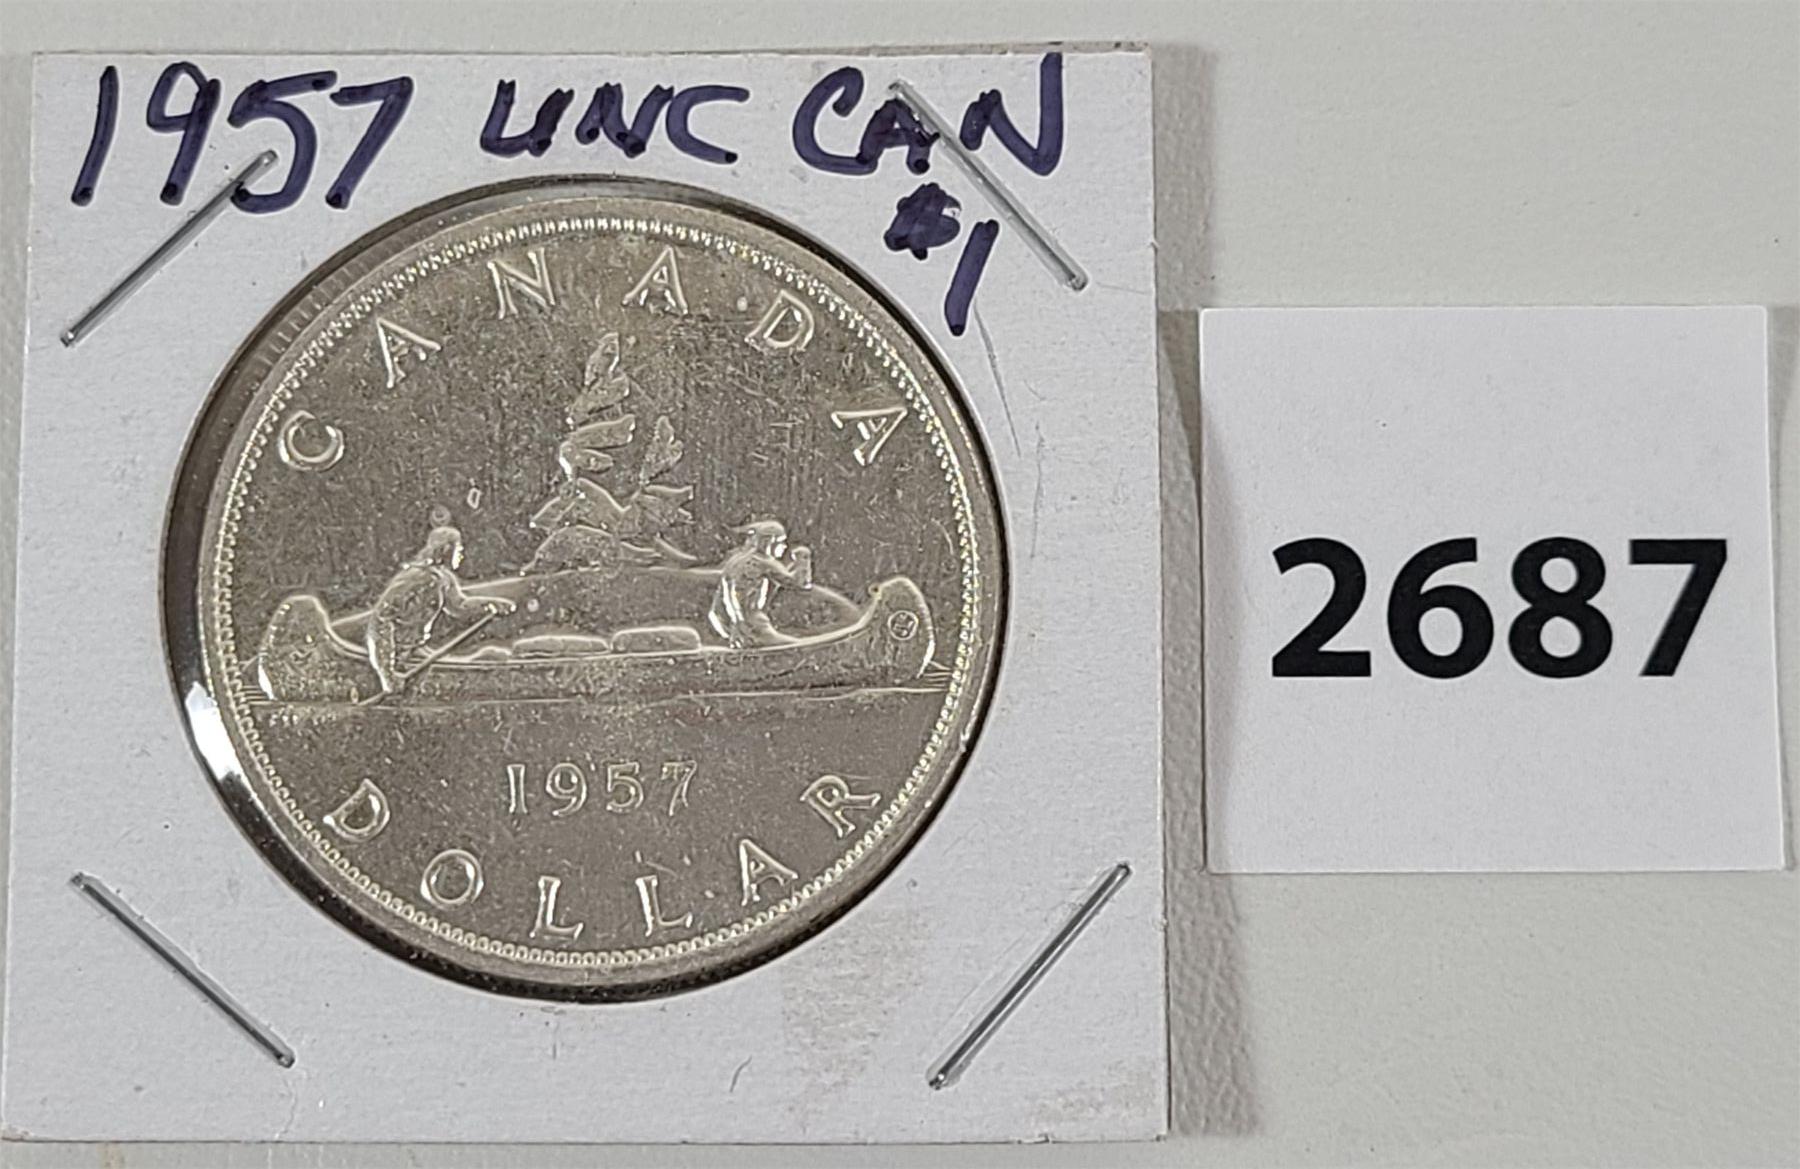 1957 UNC CAN
#1
CANADA
1957
DOLLAR
2687